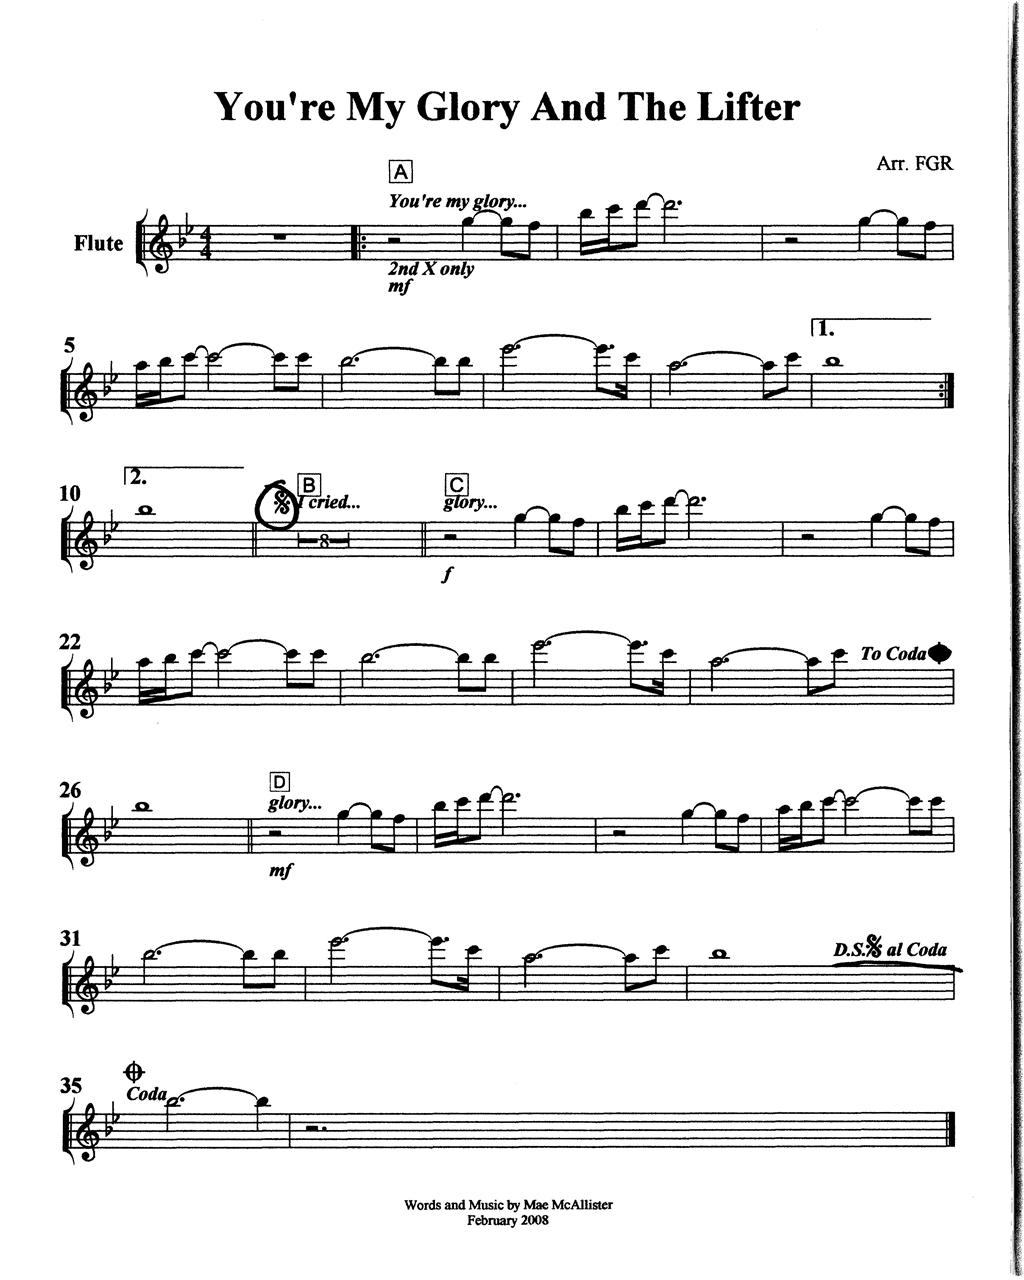 You're My Glory And The Lifter
Arr. FGR
A
You're my glory...
Flute
4
4
2nd X only
mf
5
1.
2.
10
B
I cried...
C
glory...
8
f
22
To Coda
26
D
glory...
mf
31
D.S. al Coda
35
Coda
Words and Music by Mae McAllister
February 2008